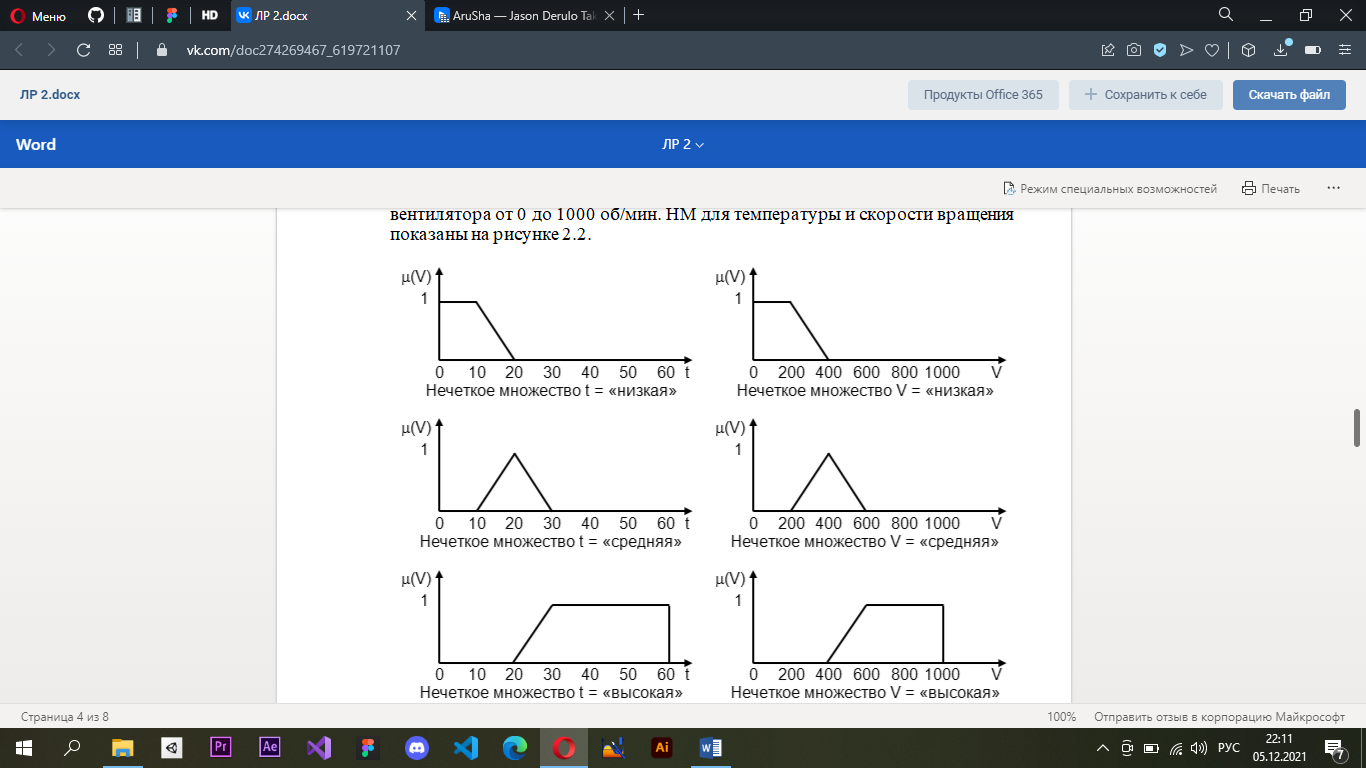 Меню
HD
ЛР 2.docx
AruSha — Jason Derulo Tak
vk.com/doc274269467_619721107
ЛР 2.docx
Продукты Office 365
Сохранить к себе
Скачать файл
Word
ЛР 2
Режим специальных возможностей
Печать
вентилятора от 0 до 1000 об/мин. НМ для температуры и скорости вращения
показаны на рисунке 2.2.
μ(V) μ(V)
1 1
0 10 20 30 40 50 60 t 0 200 400 600 800 1000 V
Нечеткое множество t = «низкая» Нечеткое множество V = «низкая»
μ(V) μ(V)
1 1
0 10 20 30 40 50 60 t 0 200 400 600 800 1000 V
Нечеткое множество t = «средняя» Нечеткое множество V = «средняя»
μ(V) μ(V)
1 1
0 10 20 30 40 50 60 t 0 200 400 600 800 1000 V
Нечеткое множество t = «высокая» Нечеткое множество V = «высокая»
Страница 4 из 8
100%
Отправить отзыв в корпорацию Майкрософт
Pr
Ae
Ai
РУС
22:11
05.12.2021
7